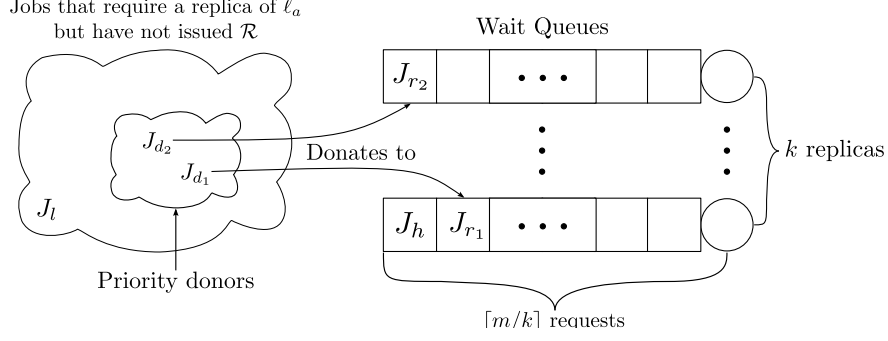 Jobs that require a replica of ℓₐ
but have not issued ℛ
Wait Queues
J_{r_2}
J_{d_2}
J_{d_1}
Donates to
k replicas
J_l
J_h J_{r_1}
Priority donors
⌈m/k⌉ requests